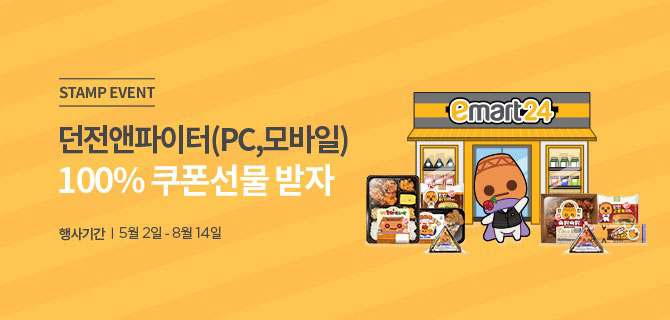 STAMP EVENT
던전앤파이터(PC,모바일)
100% 쿠폰선물 받자
행사기간 | 5월 2일 - 8월 14일
emart24